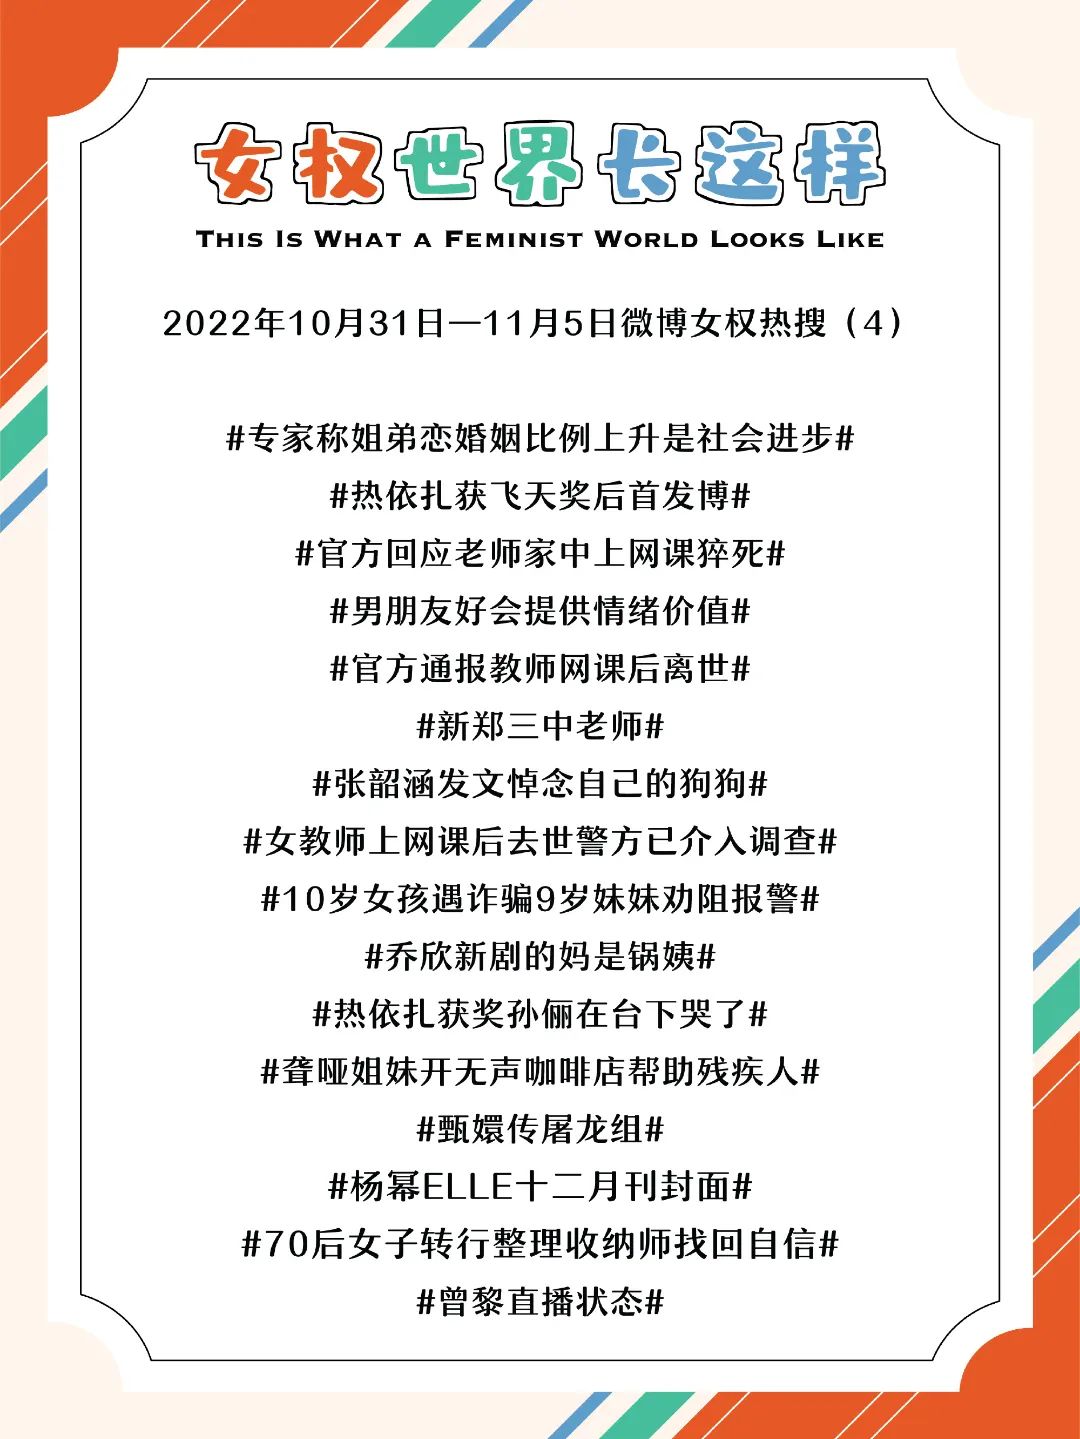 女权世界长这样
THIS IS WHAT A FEMINIST WORLD LOOKS LIKE
2022年10月31日—11月5日微博女权热搜（4）
#专家称姐弟恋婚姻比例上升是社会进步#
#热依扎获飞天奖后首发博#
#官方回应老师家中上网课猝死#
#男朋友好会提供情绪价值#
#官方通报教师网课后离世#
#新郑三中老师#
#张韶涵发文悼念自己的狗狗#
#女教师上网课后去世警方已介入调查#
#10岁女孩遇诈骗9岁妹妹劝阻报警#
#乔欣新剧的妈是锅姨#
#热依扎获奖孙俪在台下哭了#
#聋哑姐妹开无声咖啡店帮助残疾人#
#甄嬛传屠龙组#
#杨幂ELLE十二月刊封面#
#70后女子转行整理收纳师找回自信#
#曾黎直播状态#